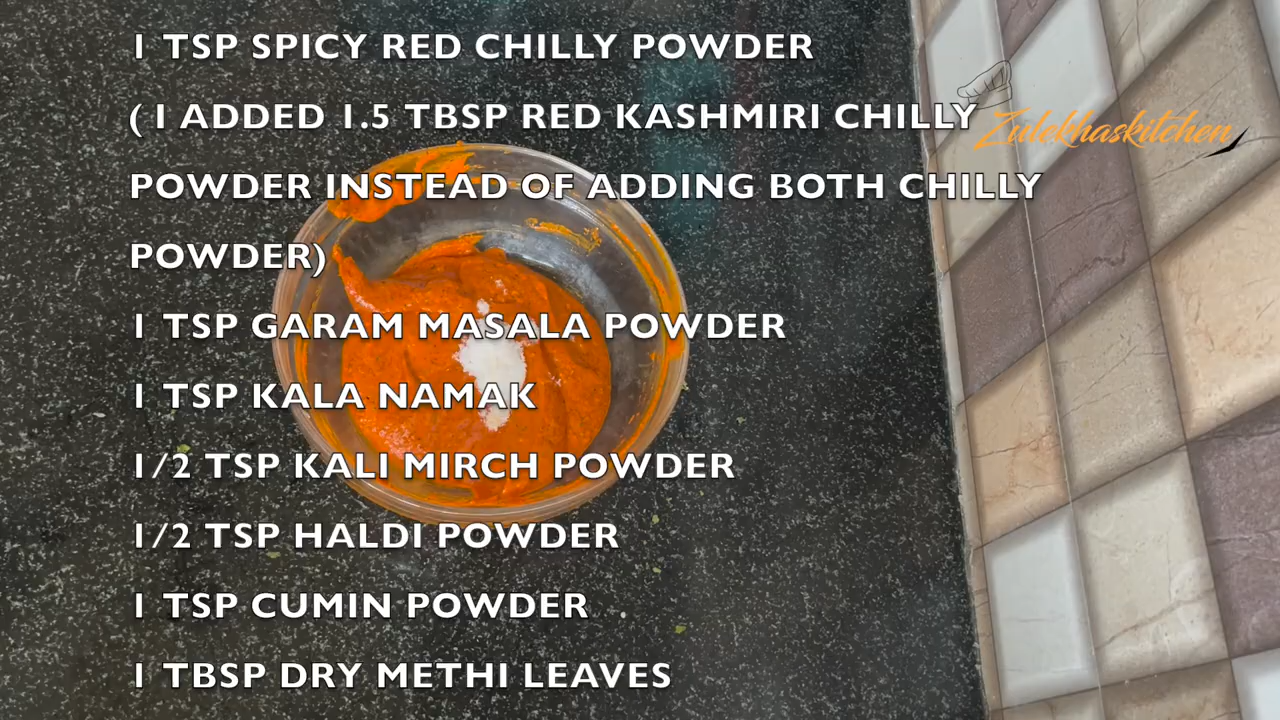 1 TSP SPICY RED CHILLY POWDER
( I ADDED 1.5 TBSP RED KASHMIRI CHILLY
Zulekhaskitchen
POWDER INSTEAD OF ADDING BOTH CHILLY
POWDER)
1 TSP GARAM MASALA POWDER
1 TSP KALA NAMAK
1/2 TSP KALI MIRCH POWDER
1/2 TSP HALDI POWDER
1 TSP CUMIN POWDER
1 TBSP DRY METHI LEAVES